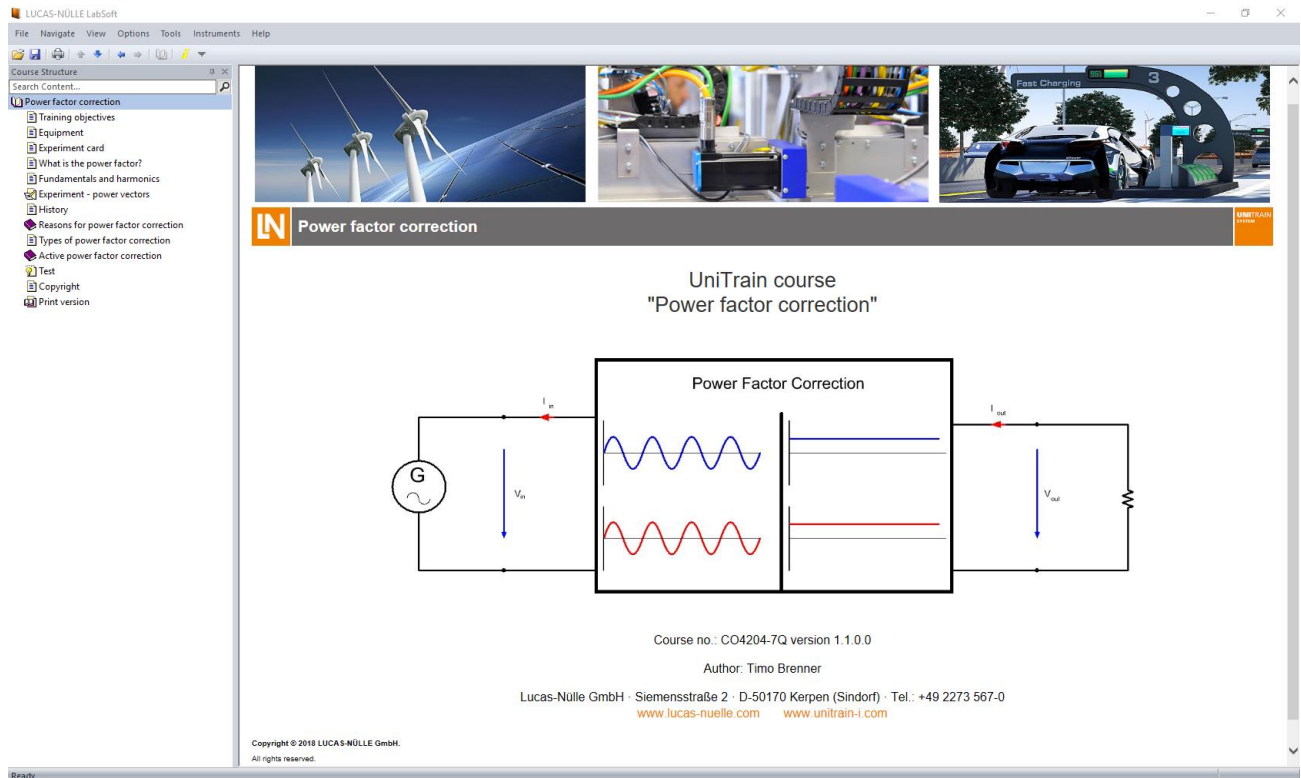 LUCAS-NÜLLE LabSoft
File Navigate View Options Tools Instruments Help
Course Structure
Search Content...
Power factor correction
Training objectives
Equipment
Experiment card
What is the power factor?
Fundamentals and harmonics
Experiment - power vectors
History
Reasons for power factor correction
Types of power factor correction
Active power factor correction
Test
Copyright
Print version
Fast Charging
3
LN
Power factor correction
UNITRAIN
SYSTEM
UniTrain course
"Power factor correction"
Power Factor Correction
I in
I out
G
V in
V out
Course no.: CO4204-7Q version 1.1.0.0
Author: Timo Brenner
Lucas-Nülle GmbH · Siemensstraße 2 · D-50170 Kerpen (Sindorf) · Tel.: +49 2273 567-0
www.lucas-nuelle.com www.unitrain-i.com
Copyright © 2018 LUCAS-NÜLLE GmbH.
All rights reserved.
Ready